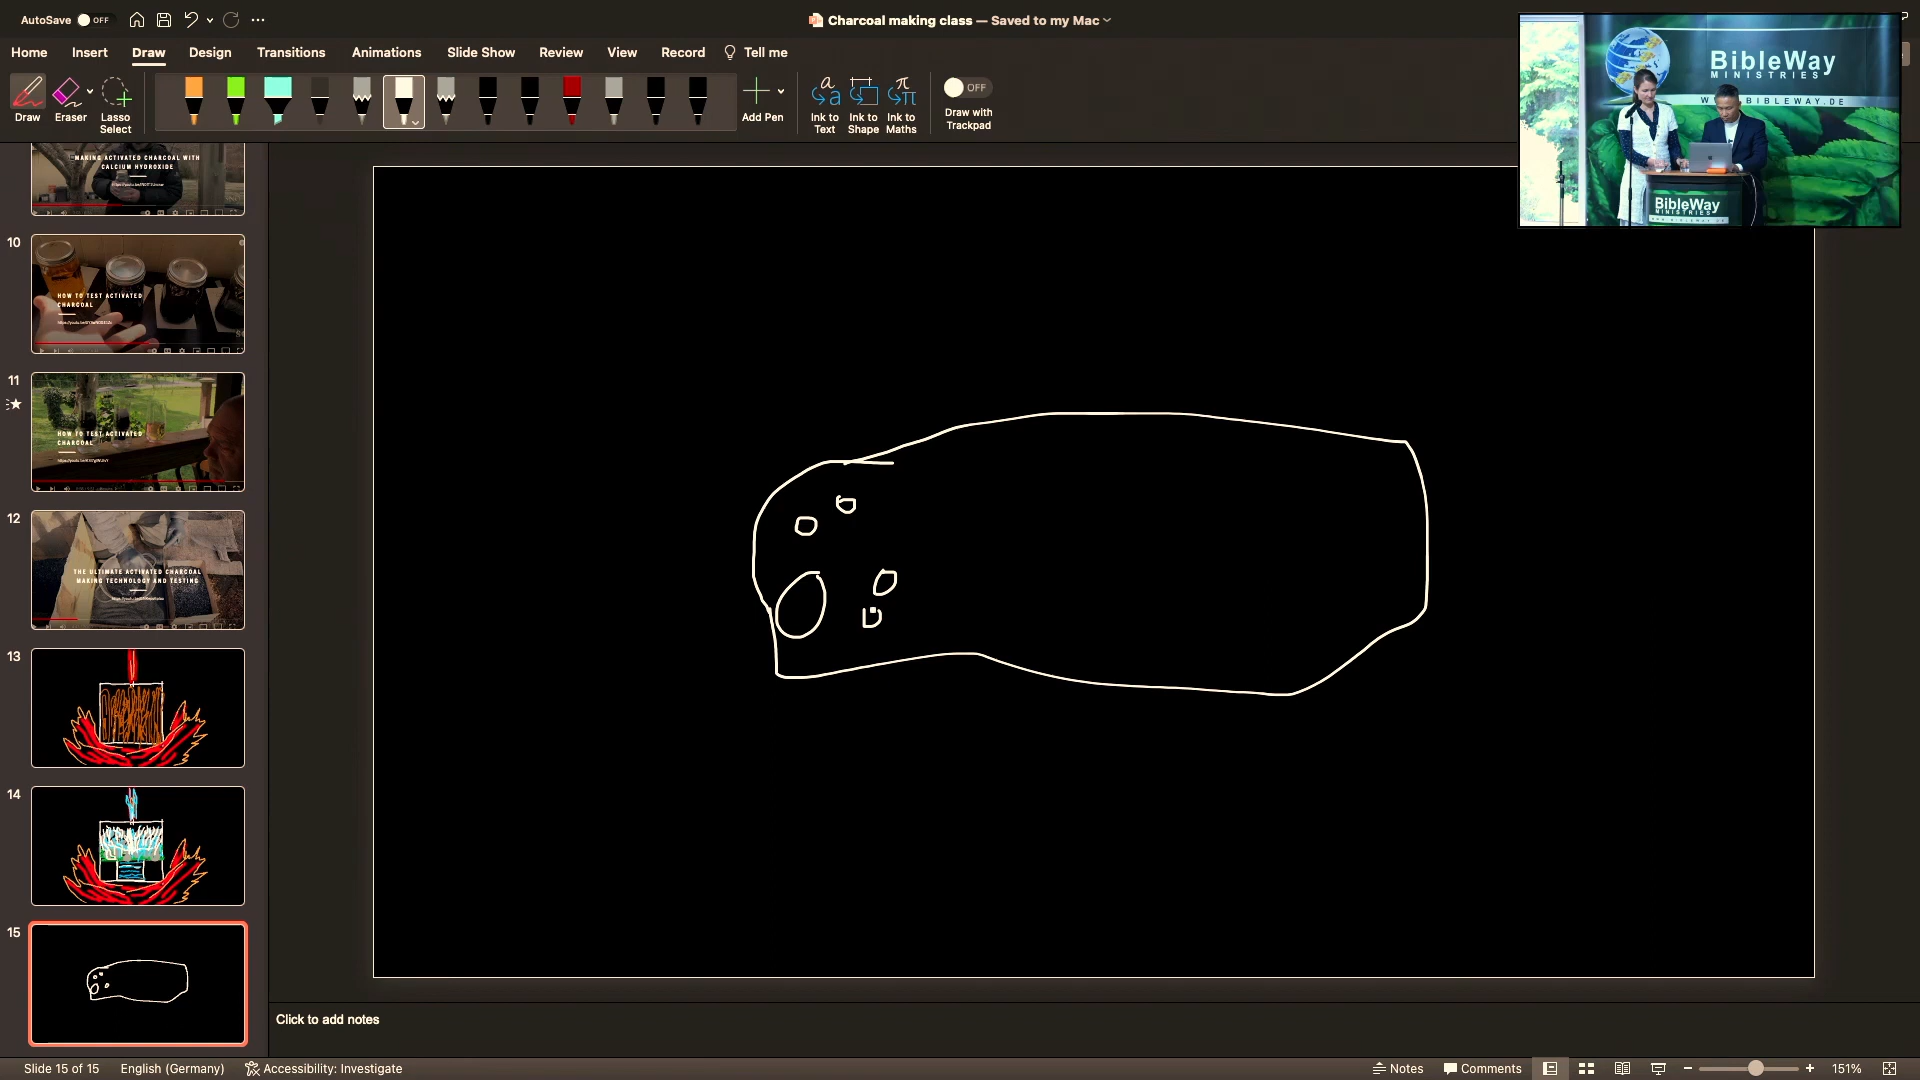 AutoSave OFF
Charcoal making class — Saved to my Mac
Home Insert Draw Design Transitions Animations Slide Show Review View Record Tell me
Draw Eraser Lasso Select
Add Pen
Ink to Text Ink to Shape Ink to Maths
OFF
Draw with Trackpad
BibleWay
MINISTRIES
BibleWay
MINISTRIES
MAKING ACTIVATED CHARCOAL WITH
CALCIUM HYDROXIDE
10
HOW TO TEST ACTIVATED
CHARCOAL
11
HOW TO TEST ACTIVATED
CHARCOAL
12
THE ULTIMATE ACTIVATED CHARCOAL
MAKING TECHNOLOGY AND TESTING
13
14
15
Click to add notes
Slide 15 of 15 English (Germany) Accessibility: Investigate Notes Comments 151%